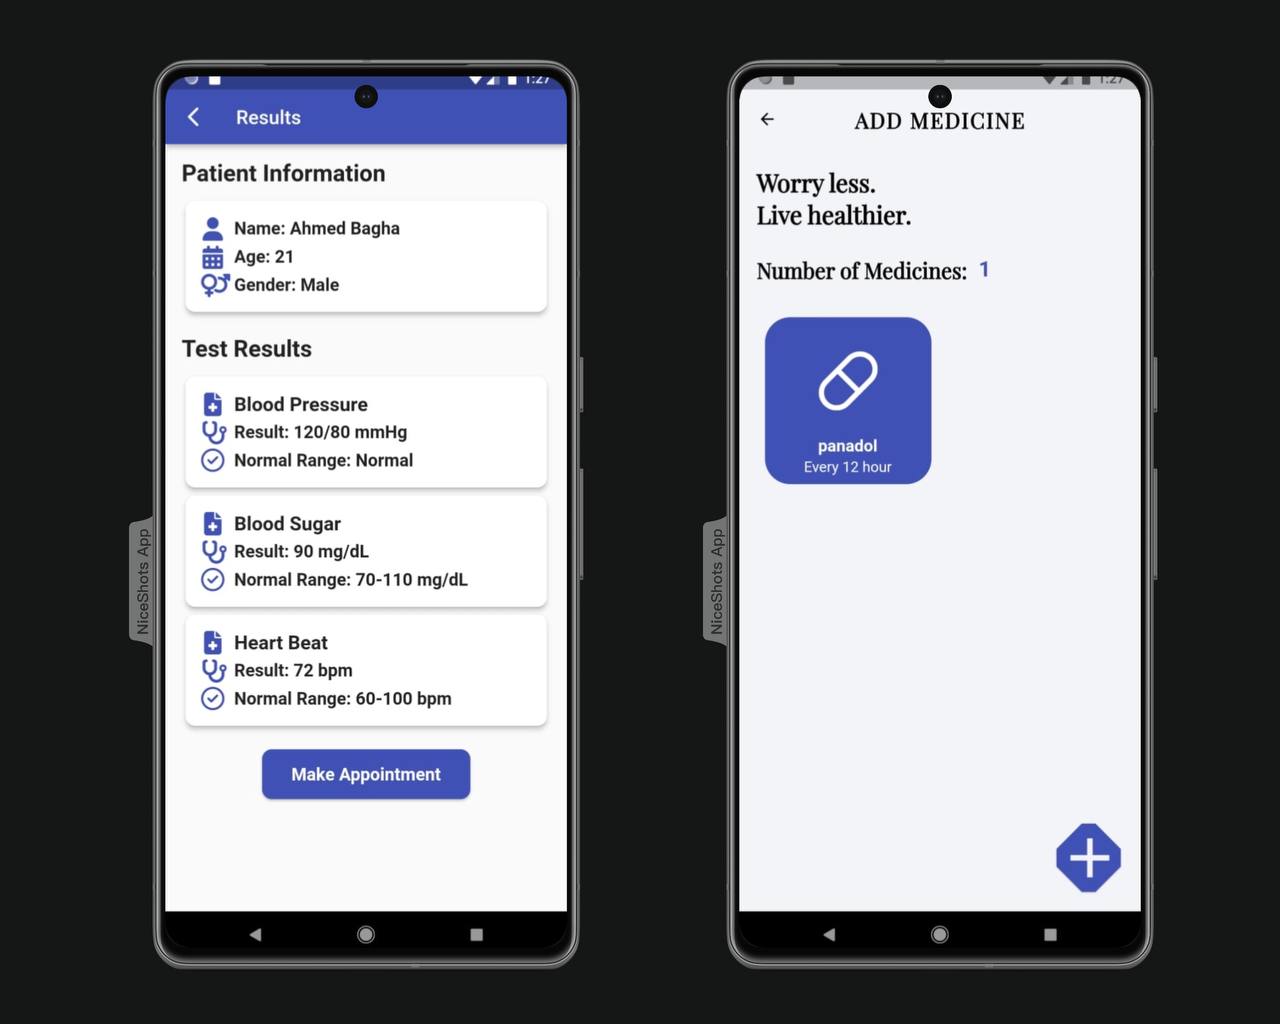 1:27
Results
Patient Information
Name: Ahmed Bagha
Age: 21
Gender: Male
Test Results
Blood Pressure
Result: 120/80 mmHg
Normal Range: Normal
Blood Sugar
Result: 90 mg/dL
Normal Range: 70-110 mg/dL
Heart Beat
Result: 72 bpm
Normal Range: 60-100 bpm
Make Appointment
NiceShots App
1:27
ADD MEDICINE
Worry less.
Live healthier.
Number of Medicines: 1
panadol
Every 12 hour
NiceShots App